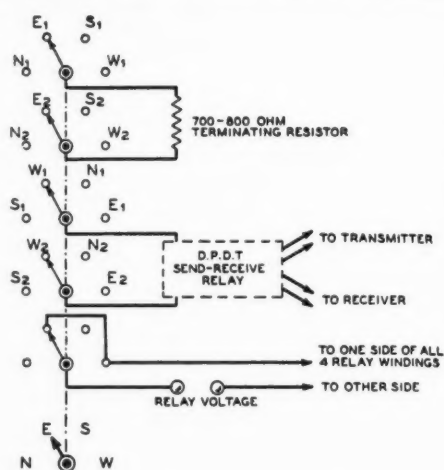 E1 S1
N1 W1
E2 S2
N2 W2
700-800 OHM
TERMINATING RESISTOR
W1 N1
S1 E1
W2 N2
S2 E2
D.P.D.T
SEND-RECEIVE
RELAY
TO TRANSMITTER
TO RECEIVER
TO ONE SIDE OF ALL
4 RELAY WINDINGS
RELAY VOLTAGE
TO OTHER SIDE
E S
N W